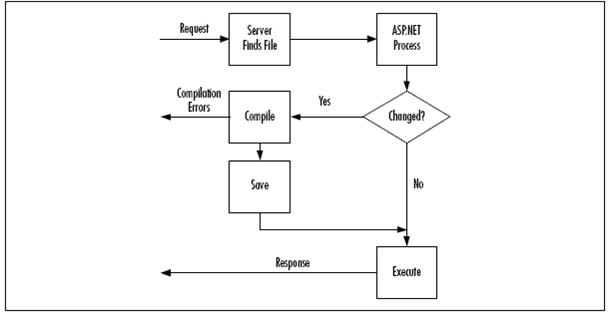 Request
Server
Finds File
ASP.NET
Process
Compilation
Errors
Compile
Yes
Changed?
Save
No
Response
Execute